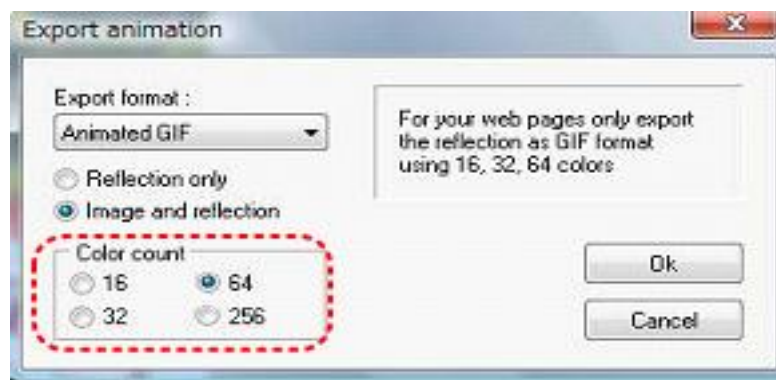 Export animation
Export format :
Animated GIF
Reflection only
Image and reflection
For your web pages only export
the reflection as GIF format
using 16, 32, 64 colors
Color count
16 64
32 256
Ok
Cancel